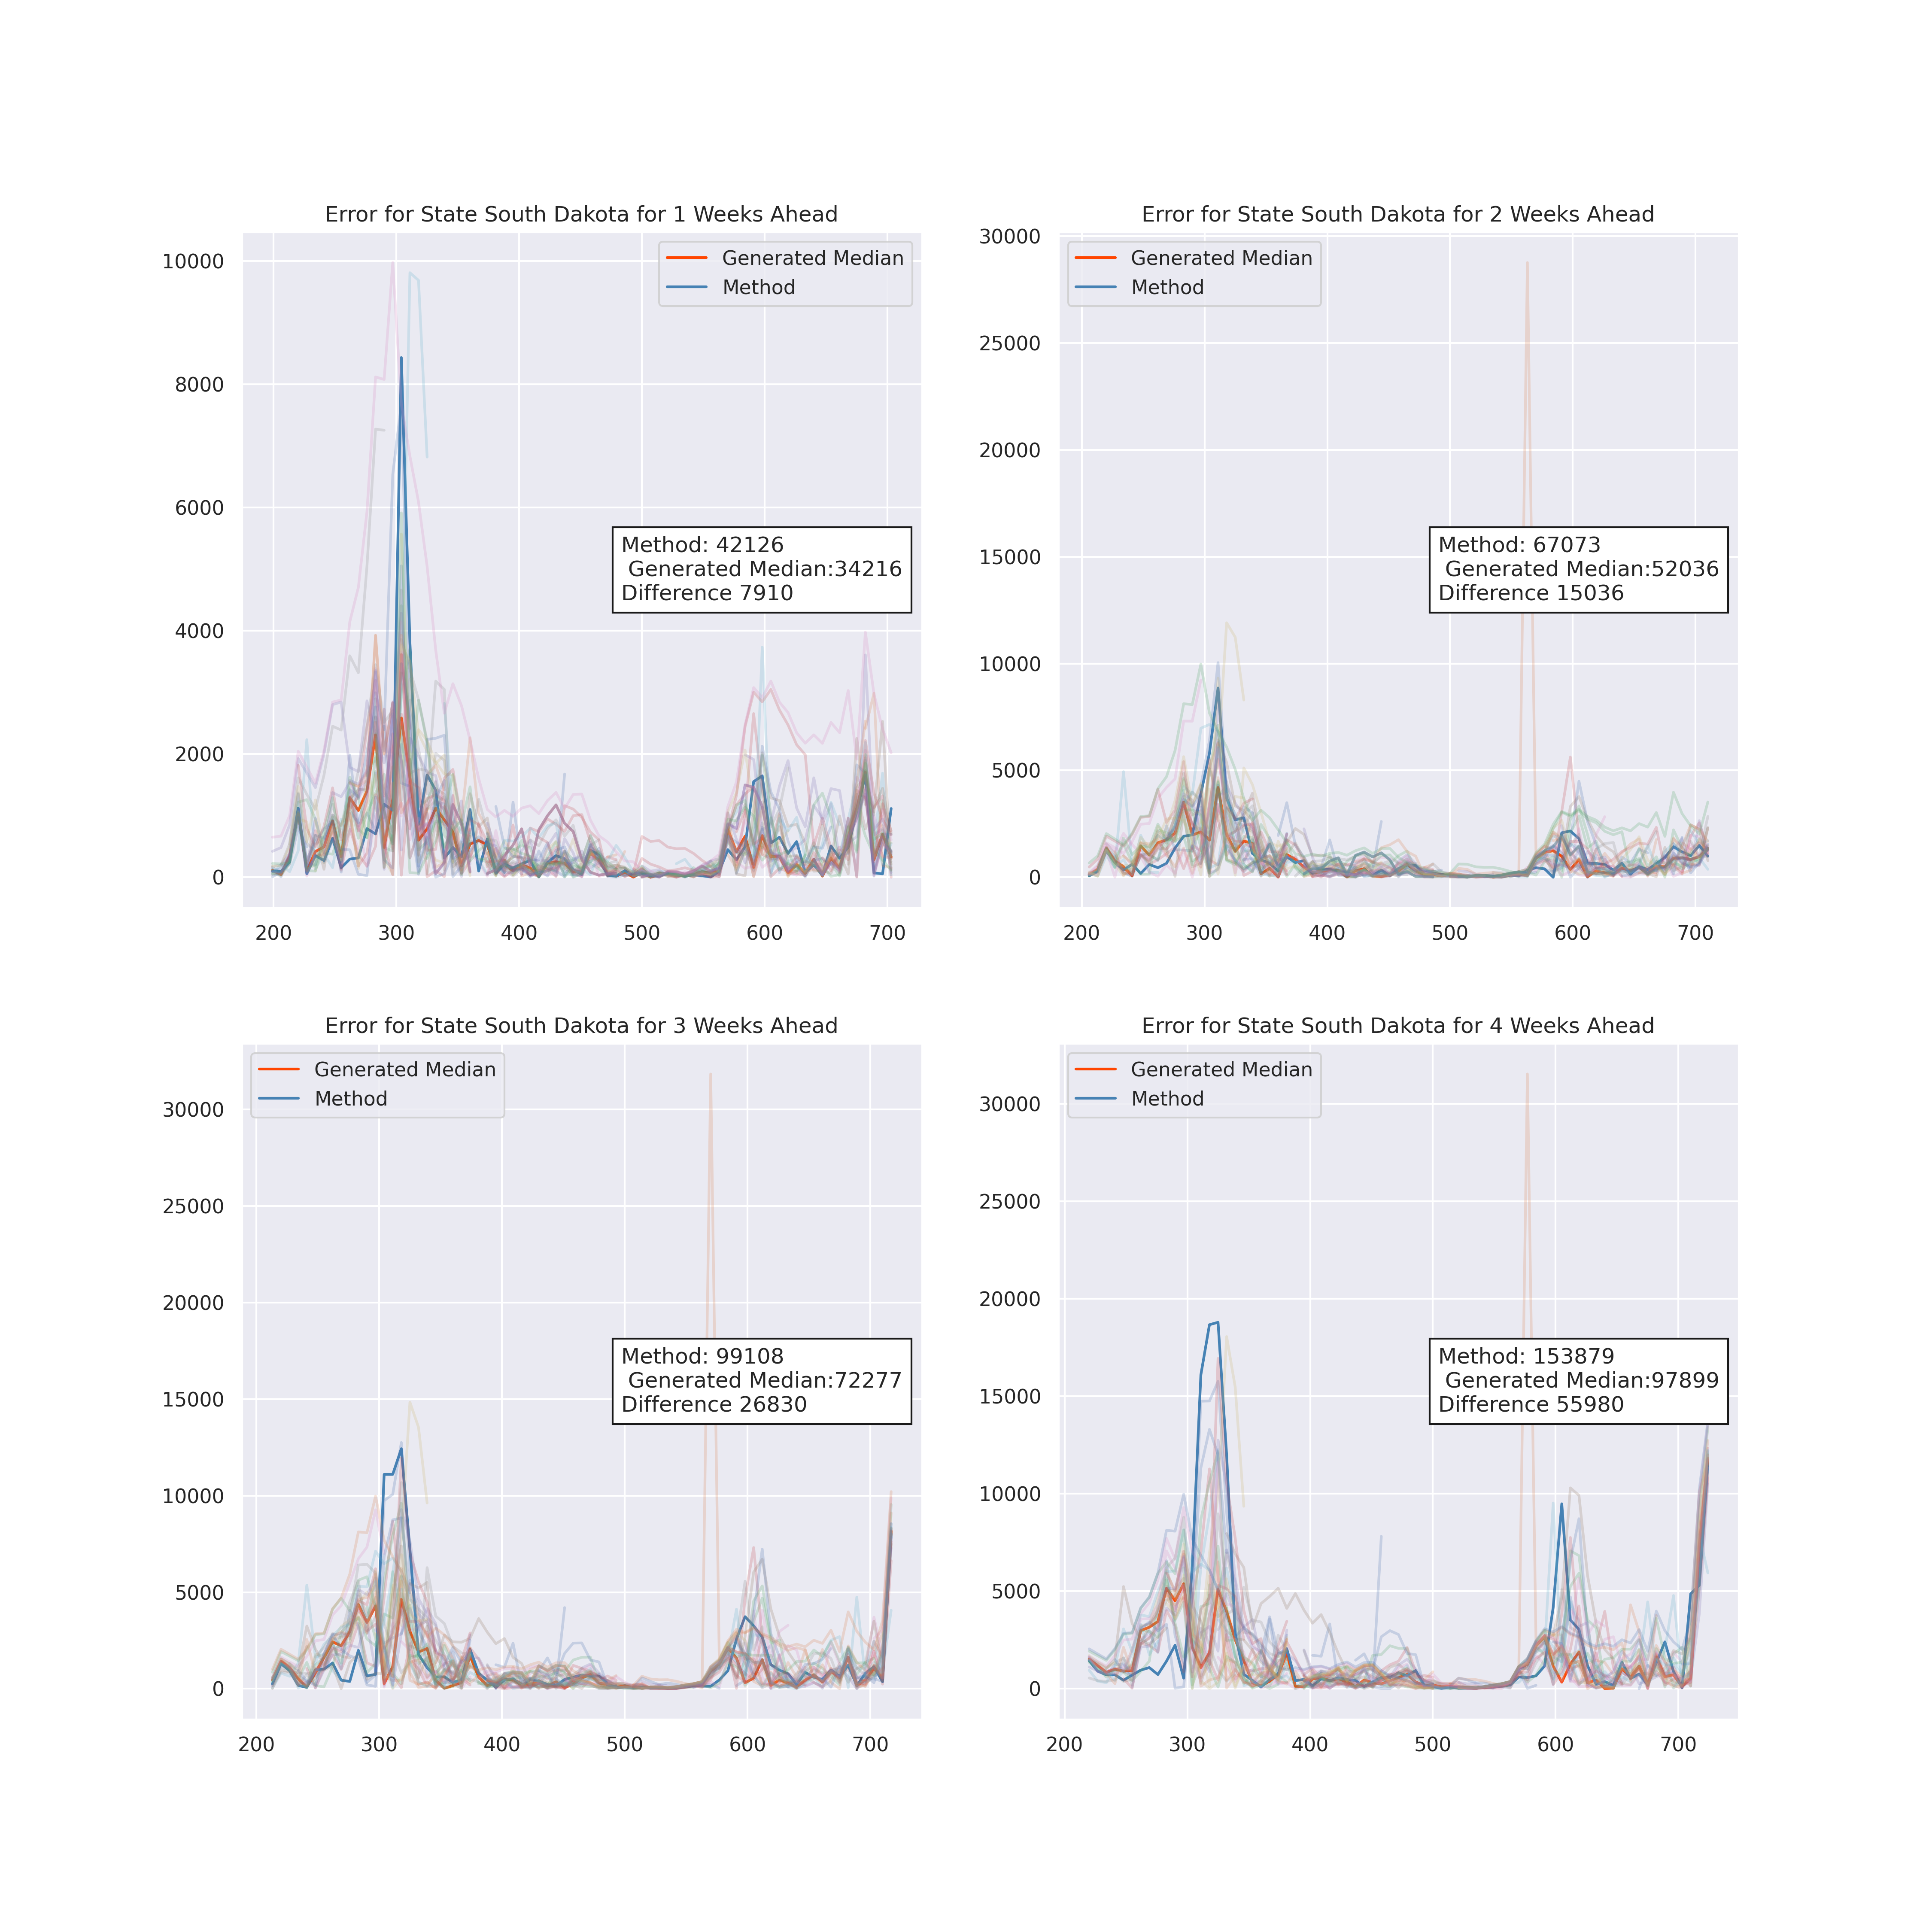 Error for State South Dakota for 1 Weeks Ahead
10000
8000
6000
4000
2000
0
200 300 400 500 600 700
Generated Median
Method
Method: 42126
Generated Median:34216
Difference 7910
Error for State South Dakota for 2 Weeks Ahead
30000
25000
20000
15000
10000
5000
0
200 300 400 500 600 700
Generated Median
Method
Method: 67073
Generated Median:52036
Difference 15036
Error for State South Dakota for 3 Weeks Ahead
30000
25000
20000
15000
10000
5000
0
200 300 400 500 600 700
Generated Median
Method
Method: 99108
Generated Median:72277
Difference 26830
Error for State South Dakota for 4 Weeks Ahead
30000
25000
20000
15000
10000
5000
0
200 300 400 500 600 700
Generated Median
Method
Method: 153879
Generated Median:97899
Difference 55980